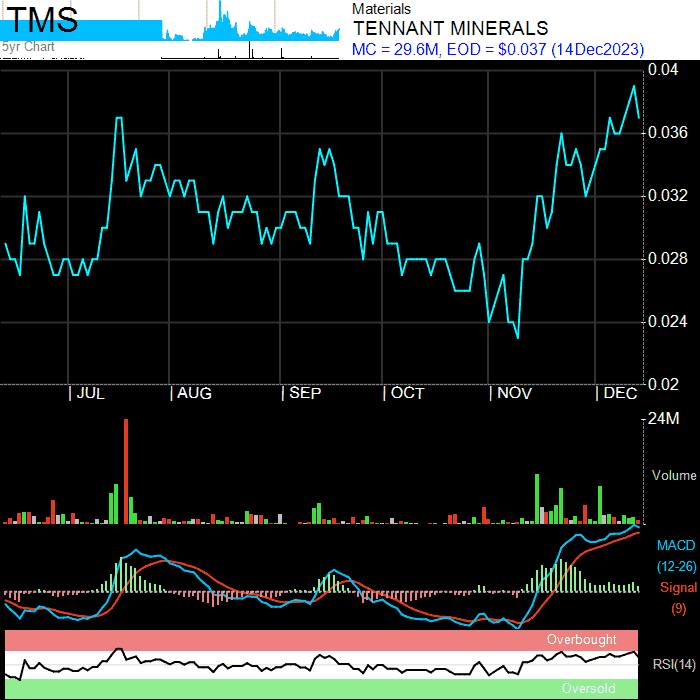 TMS
5yr Chart
Materials
TENNANT MINERALS
MC = 29.6M, EOD = $0.037 (14Dec2023)
0.04
0.036
0.032
0.028
0.024
0.02
JUL AUG SEP OCT NOV DEC
24M
Volume
MACD
(12-26)
Signal
(9)
Overbought
RSI(14)
Oversold